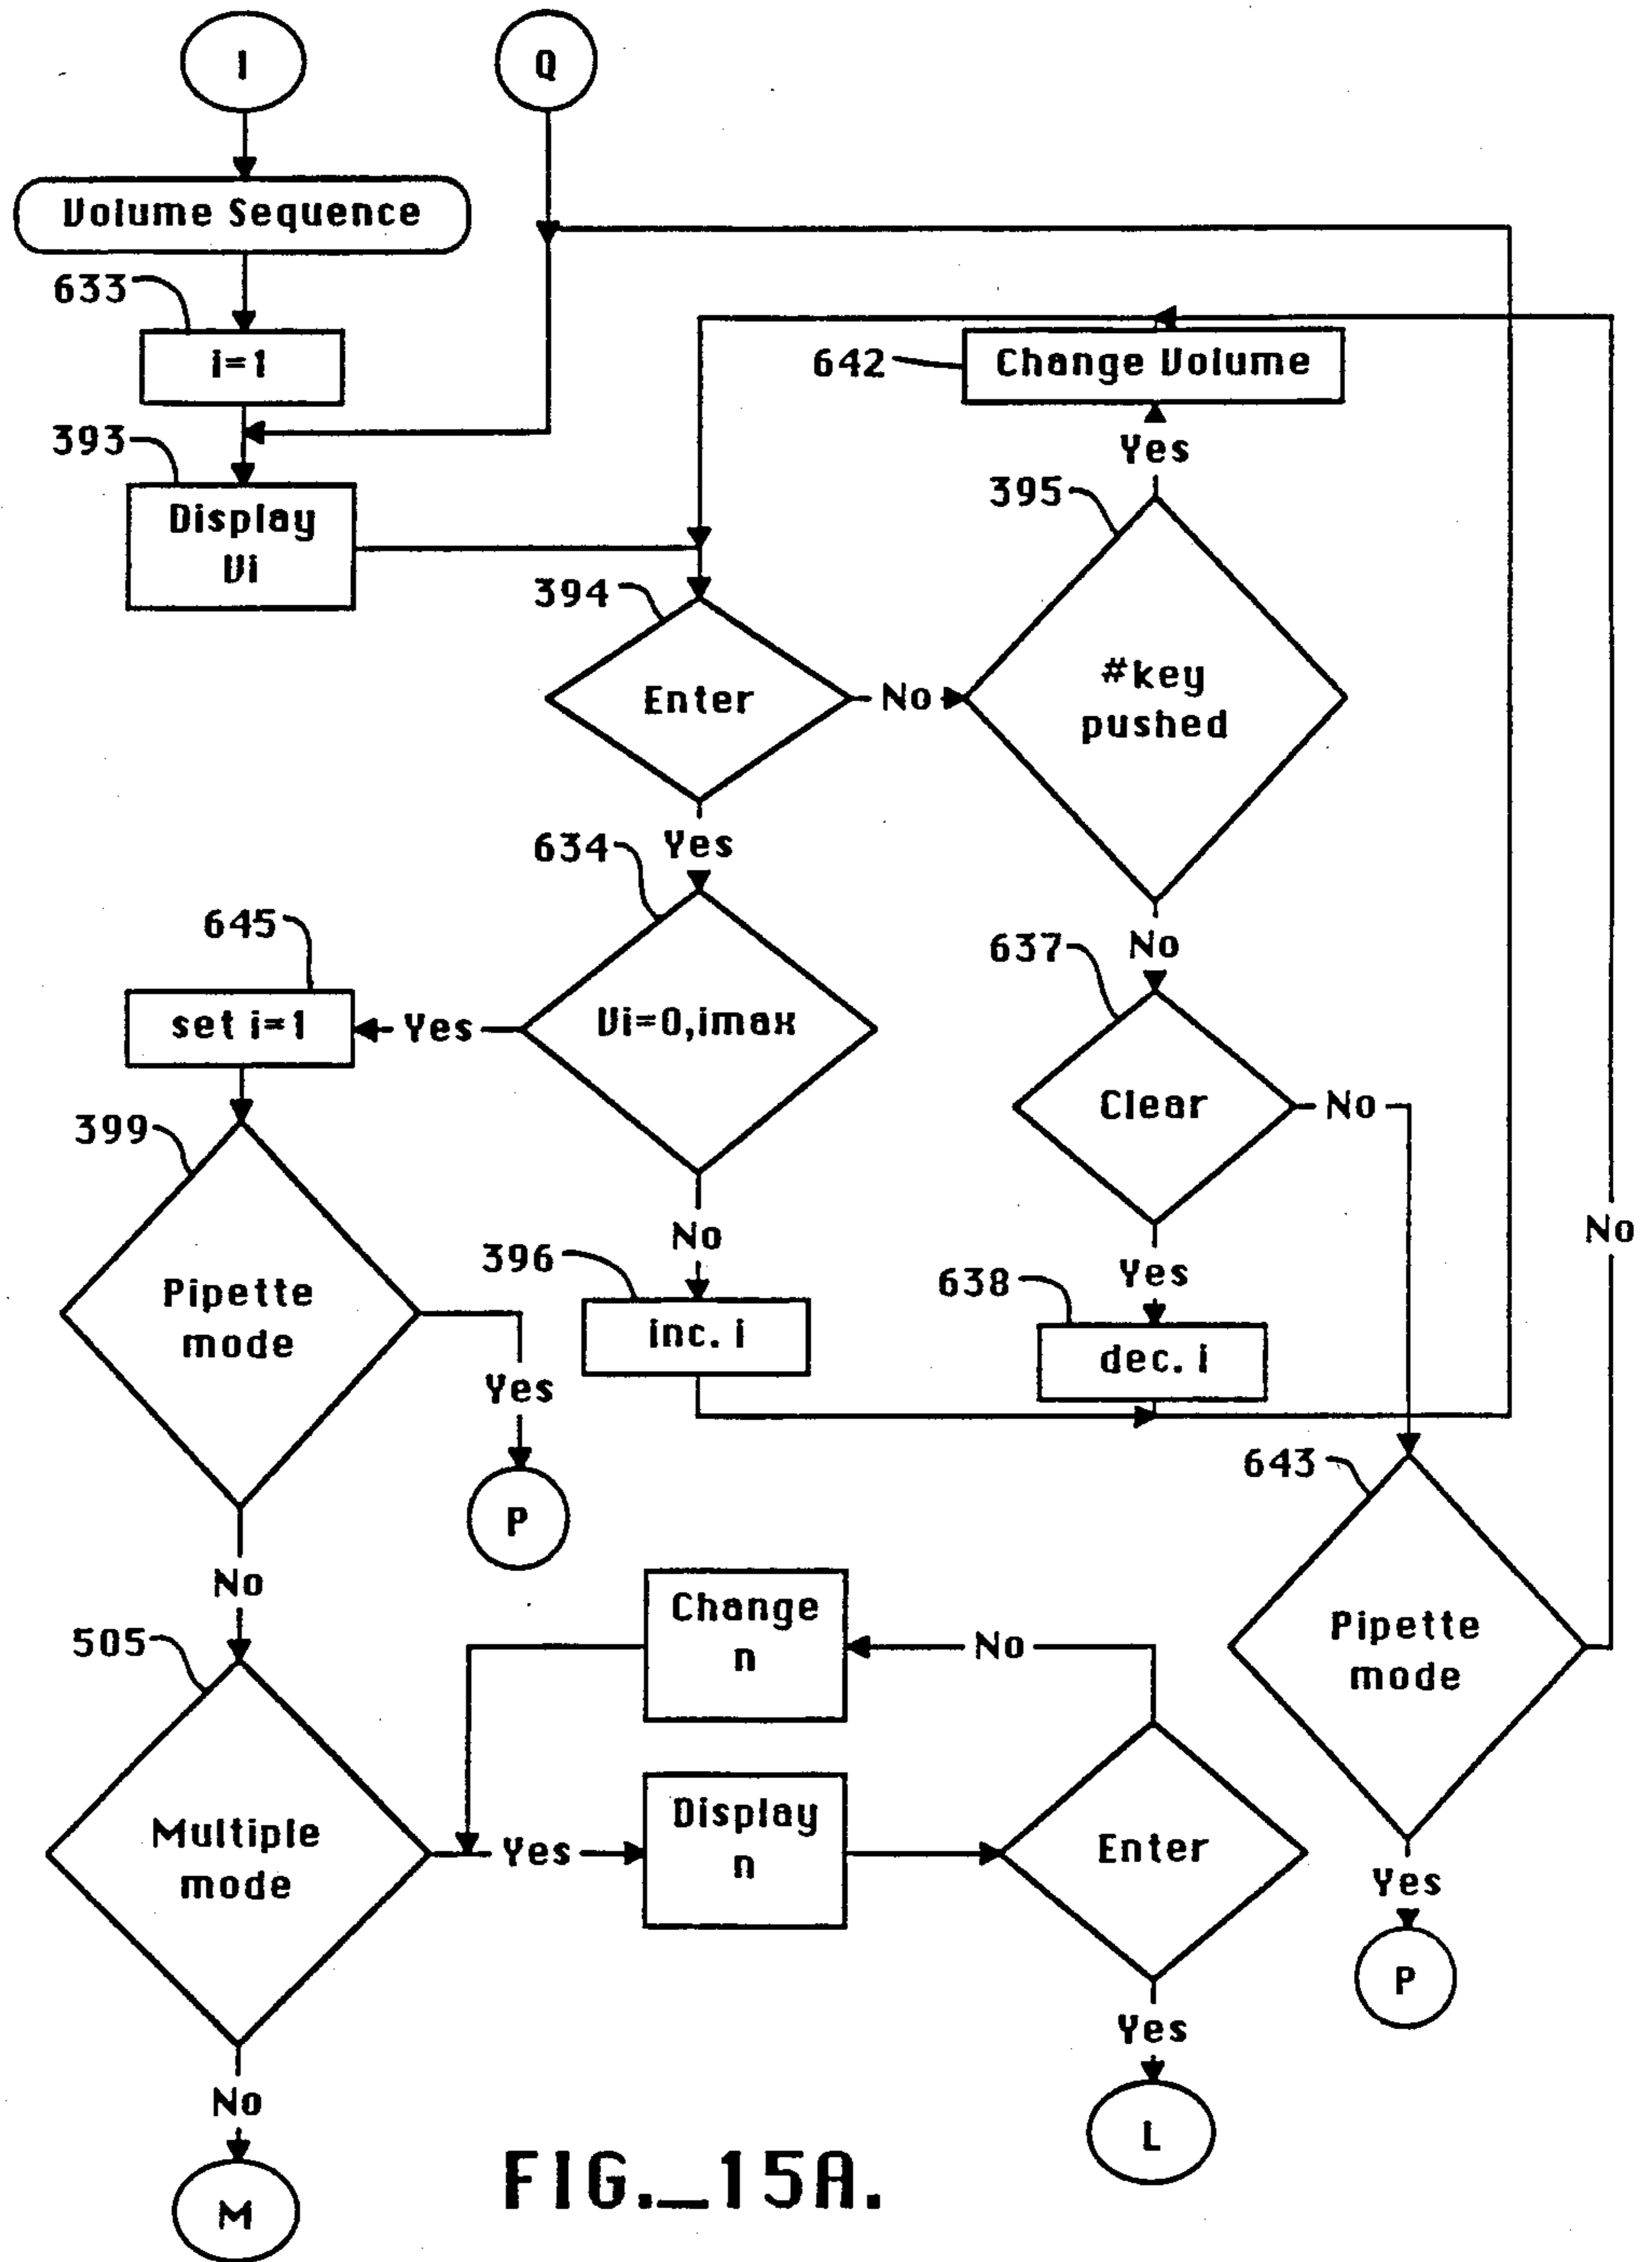 I
Q
Volume Sequence
633
i=1
642
Change Volume
393
Yes
Display
Vi
395
394
#key
pushed
Enter
No
634
Yes
645
637
No
set i=1
Yes
Vi=0,imax
399
Clear
No
No
396
No
638
Yes
Pipette
mode
inc. i
dec. i
Yes
643
P
No
Change
n
No
Pipette
mode
505
Multiple
mode
Yes
Display
n
Enter
Yes
P
Yes
No
L
M
FIG._15A.